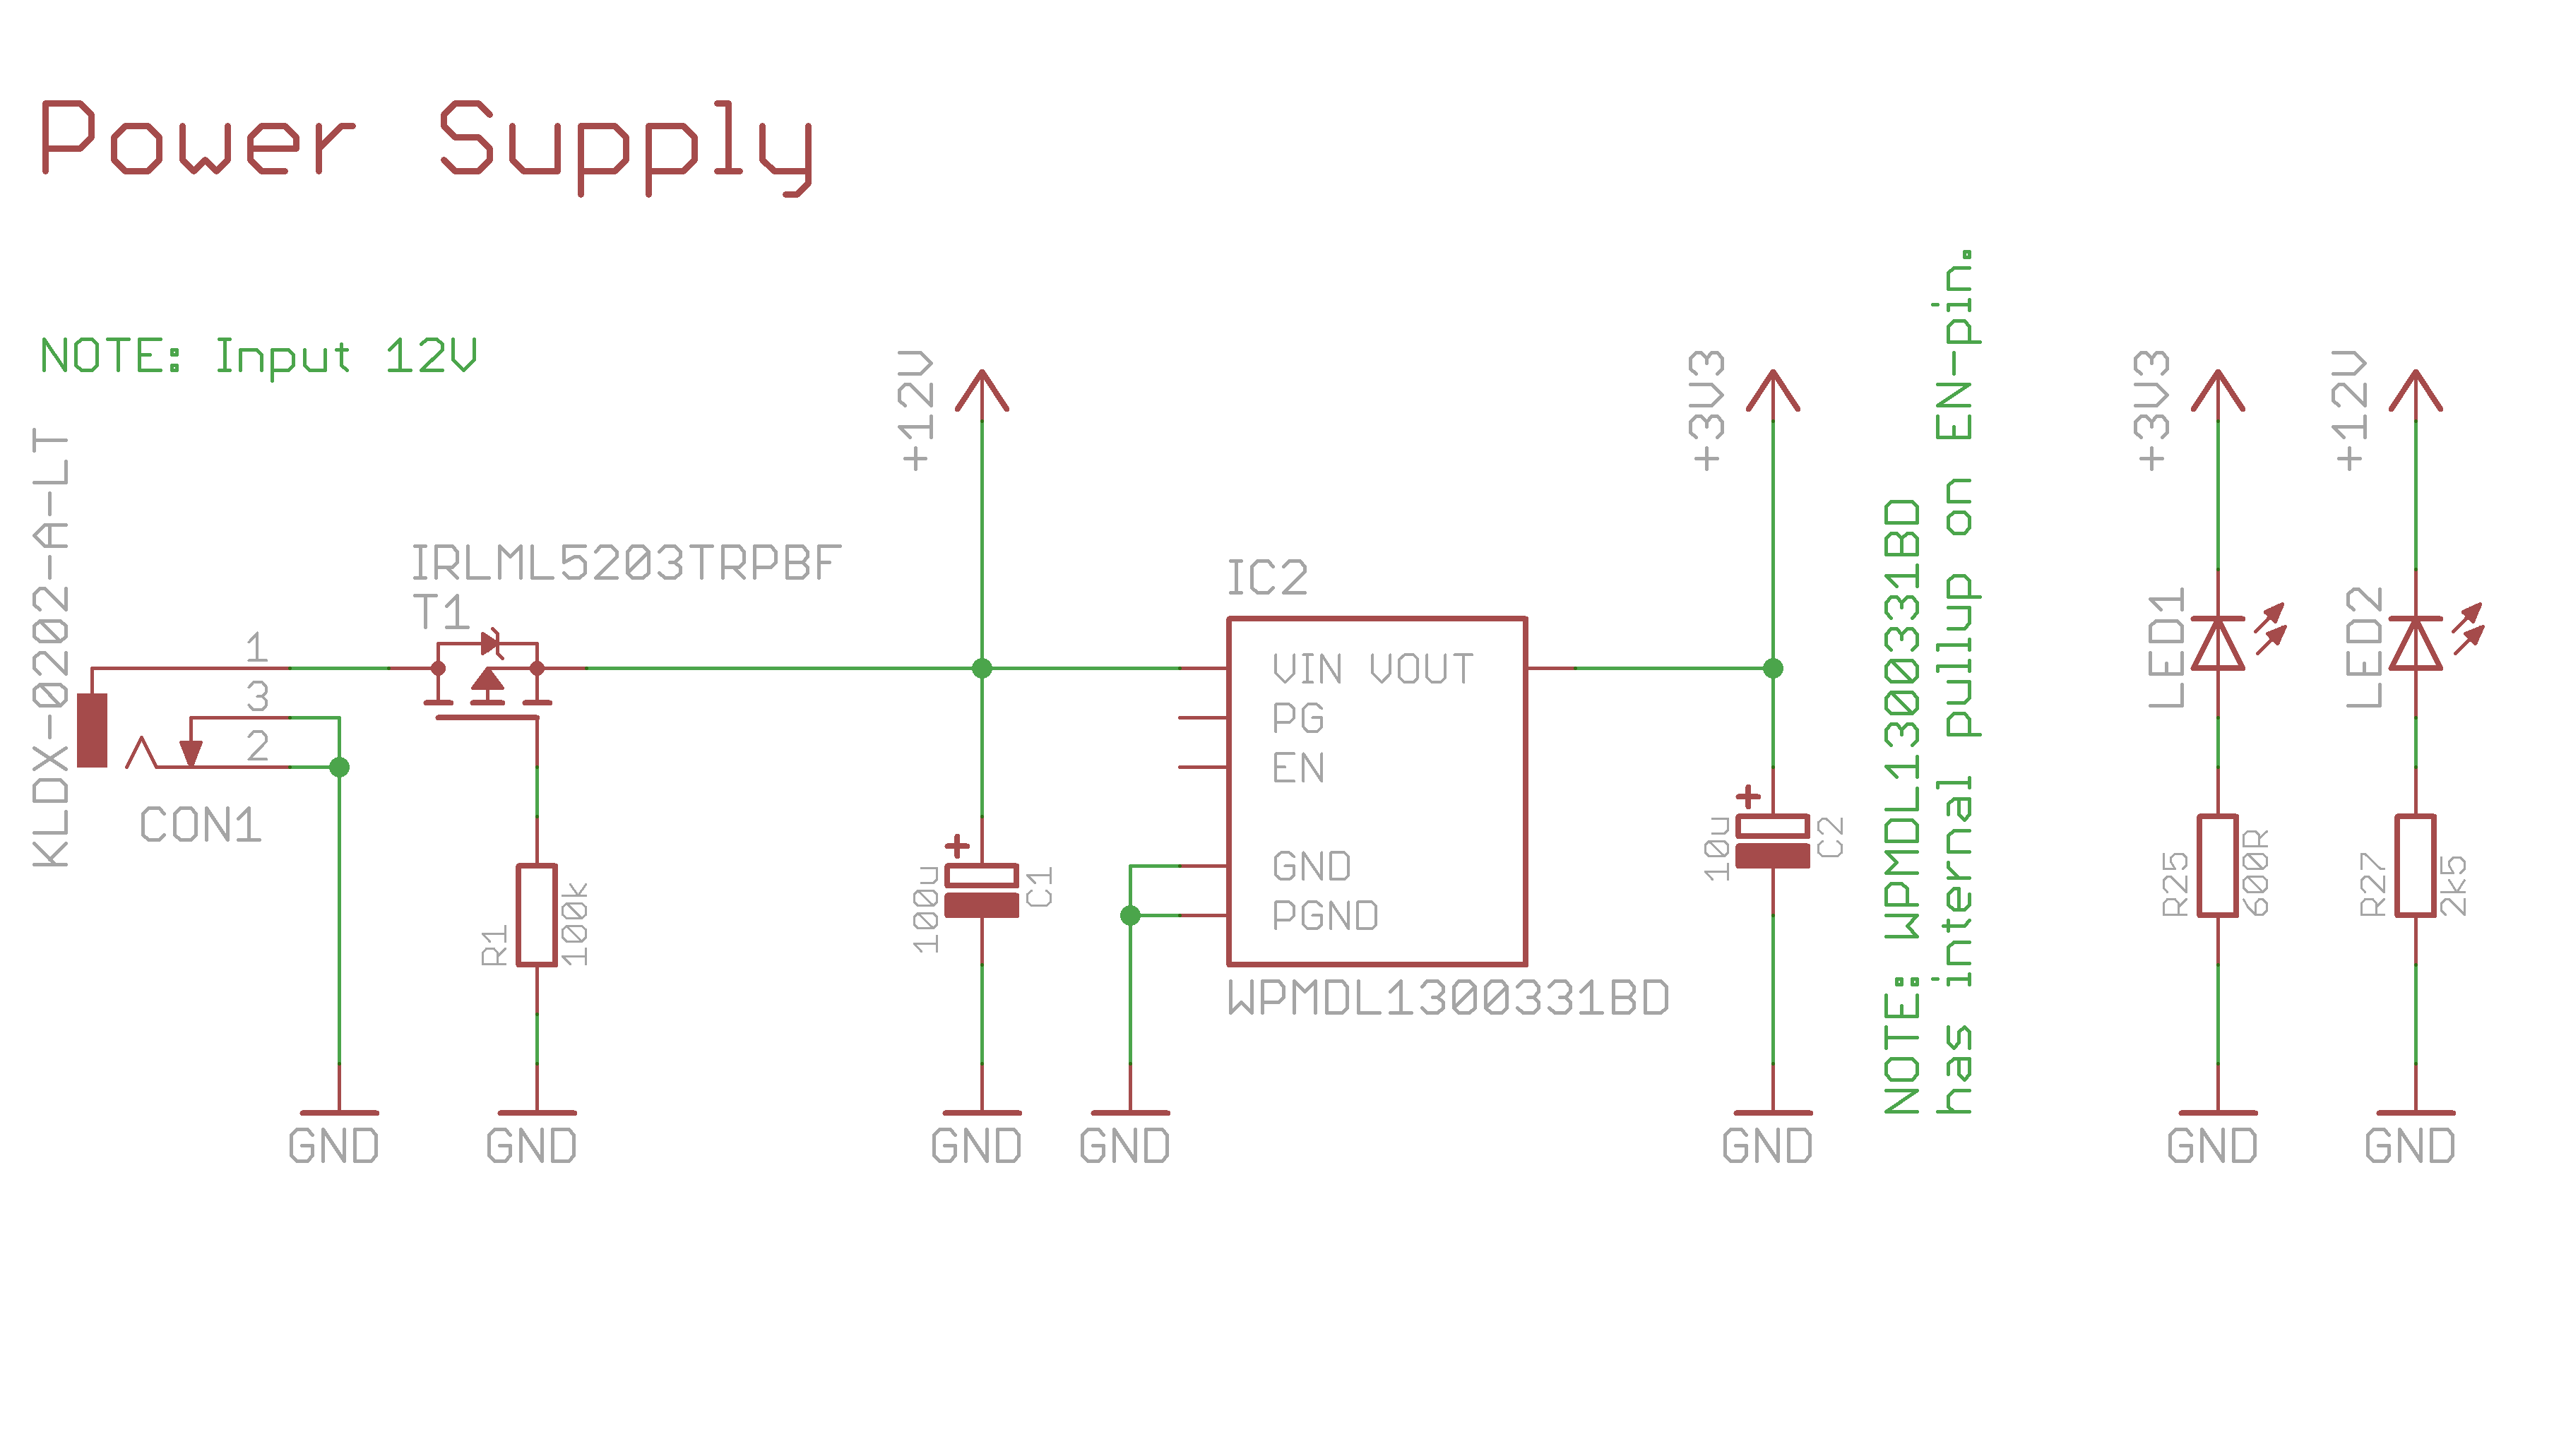 Power Supply
NOTE: Input 12V
KLDX-0202-A-LT
1
3
2
CON1
IRLML5203TRPBF
T1
R1
100k
GND
GND
+12V
100u
C1
GND
IC2
VIN VOUT
PG
EN
GND
PGND
WPMDL1300331BD
GND
+3V3
10u
C2
GND
NOTE: WPMDL1300331BD
has internal pullup on EN-pin.
+3V3
LED1
R25
600R
GND
+12V
LED2
R27
2k5
GND